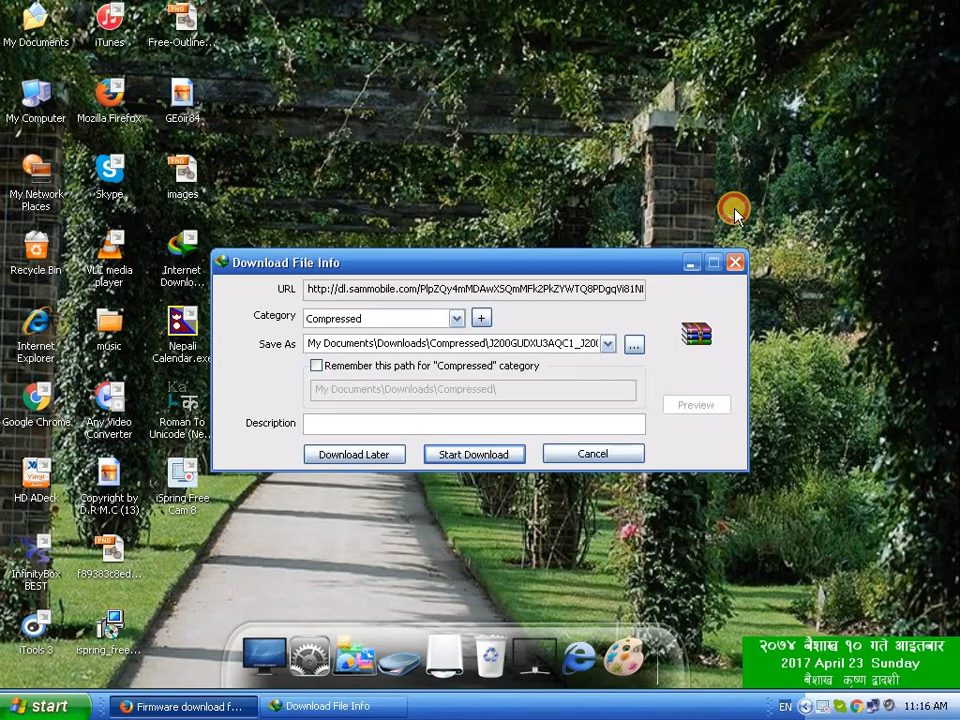 My Documents
iTunes
Free-Outline...
My Computer
Mozilla Firefox
GEoir84
My Network
Places
Skype
images
Recycle Bin
VLC media
player
Internet
Downlo...
Internet
Explorer
music
Nepali
Calendar.exe
Google Chrome
Any Video
Converter
Roman To
Unicode (Ne...
HD ADeck
Copyright by
D.R.M.C (13)
iSpring Free
Cam 8
InfinityBox
BEST
f89383c8ed...
iTools 3
ispring_free...
Download File Info
URL
http://dl.sammobile.com/PlpZQy4mMDAwXSQmMFk2PkZYWTQ8PDgqVi81NI
Category
Compressed
+
Save As
My Documents\Downloads\Compressed\J200GUDXU3AQC1_J200
...
Remember this path for "Compressed" category
My Documents\Downloads\Compressed\
Preview
Description
Download Later
Start Download
Cancel
२०७४ बैशाख १० गते आइतबार
2017 April 23 Sunday
बैशाख कृष्ण द्वादशी
start
Firmware download f...
Download File Info
EN
11:16 AM